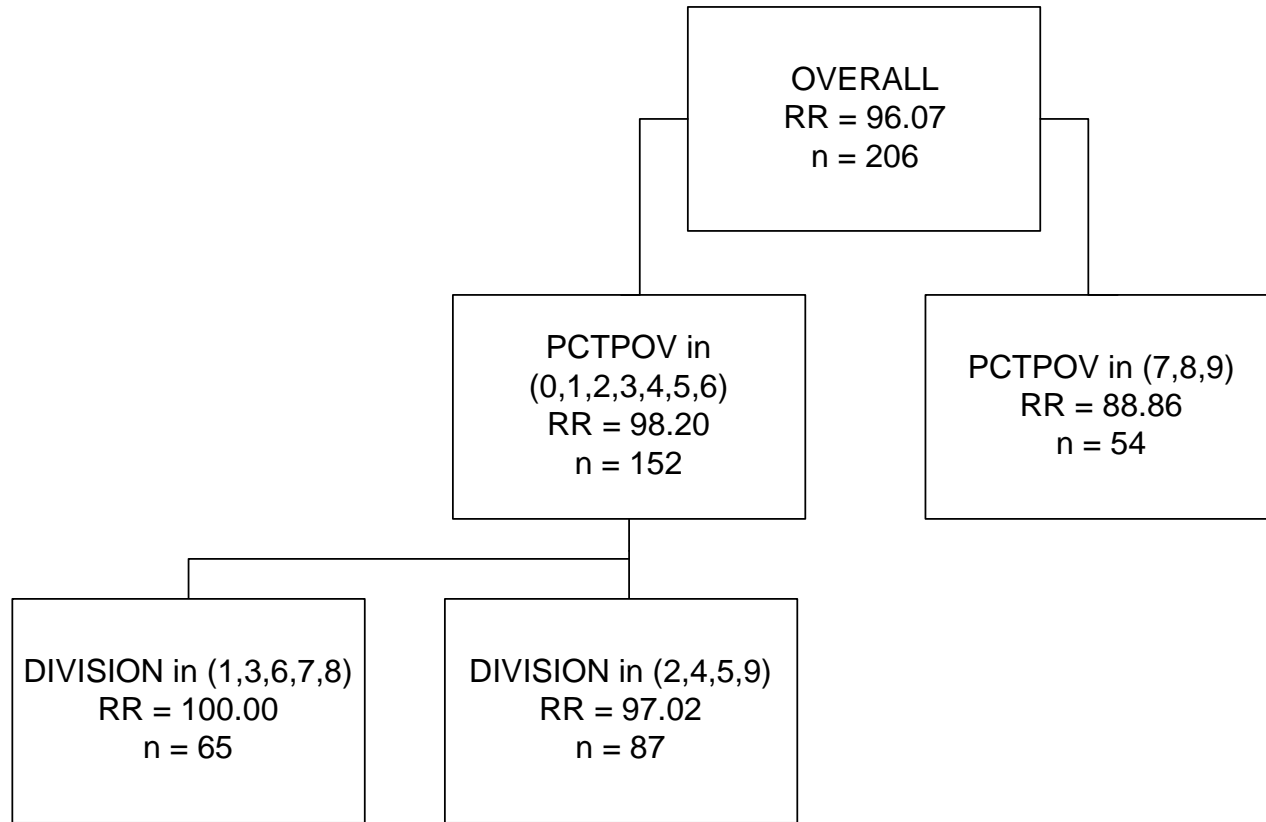 OVERALL
RR = 96.07
n = 206
PCTPOV in
(0,1,2,3,4,5,6)
RR = 98.20
n = 152
PCTPOV in (7,8,9)
RR = 88.86
n = 54
DIVISION in (1,3,6,7,8)
RR = 100.00
n = 65
DIVISION in (2,4,5,9)
RR = 97.02
n = 87